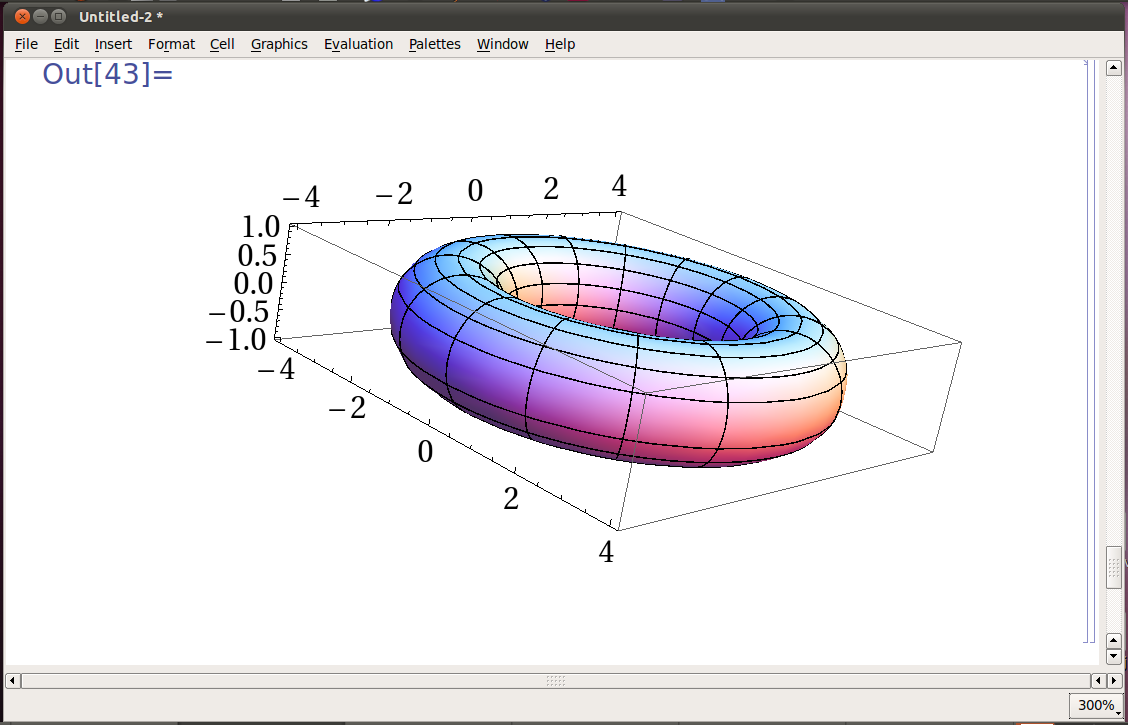 Untitled-2 *
File Edit Insert Format Cell Graphics Evaluation Palettes Window Help
Out[43]=
−4 −2 0 2 4
1.0
0.5
0.0
−0.5
−1.0
−4
−2
0
2
4
300%